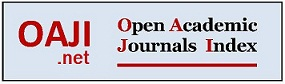 OAJI
.net
Open Academic
Journals Index